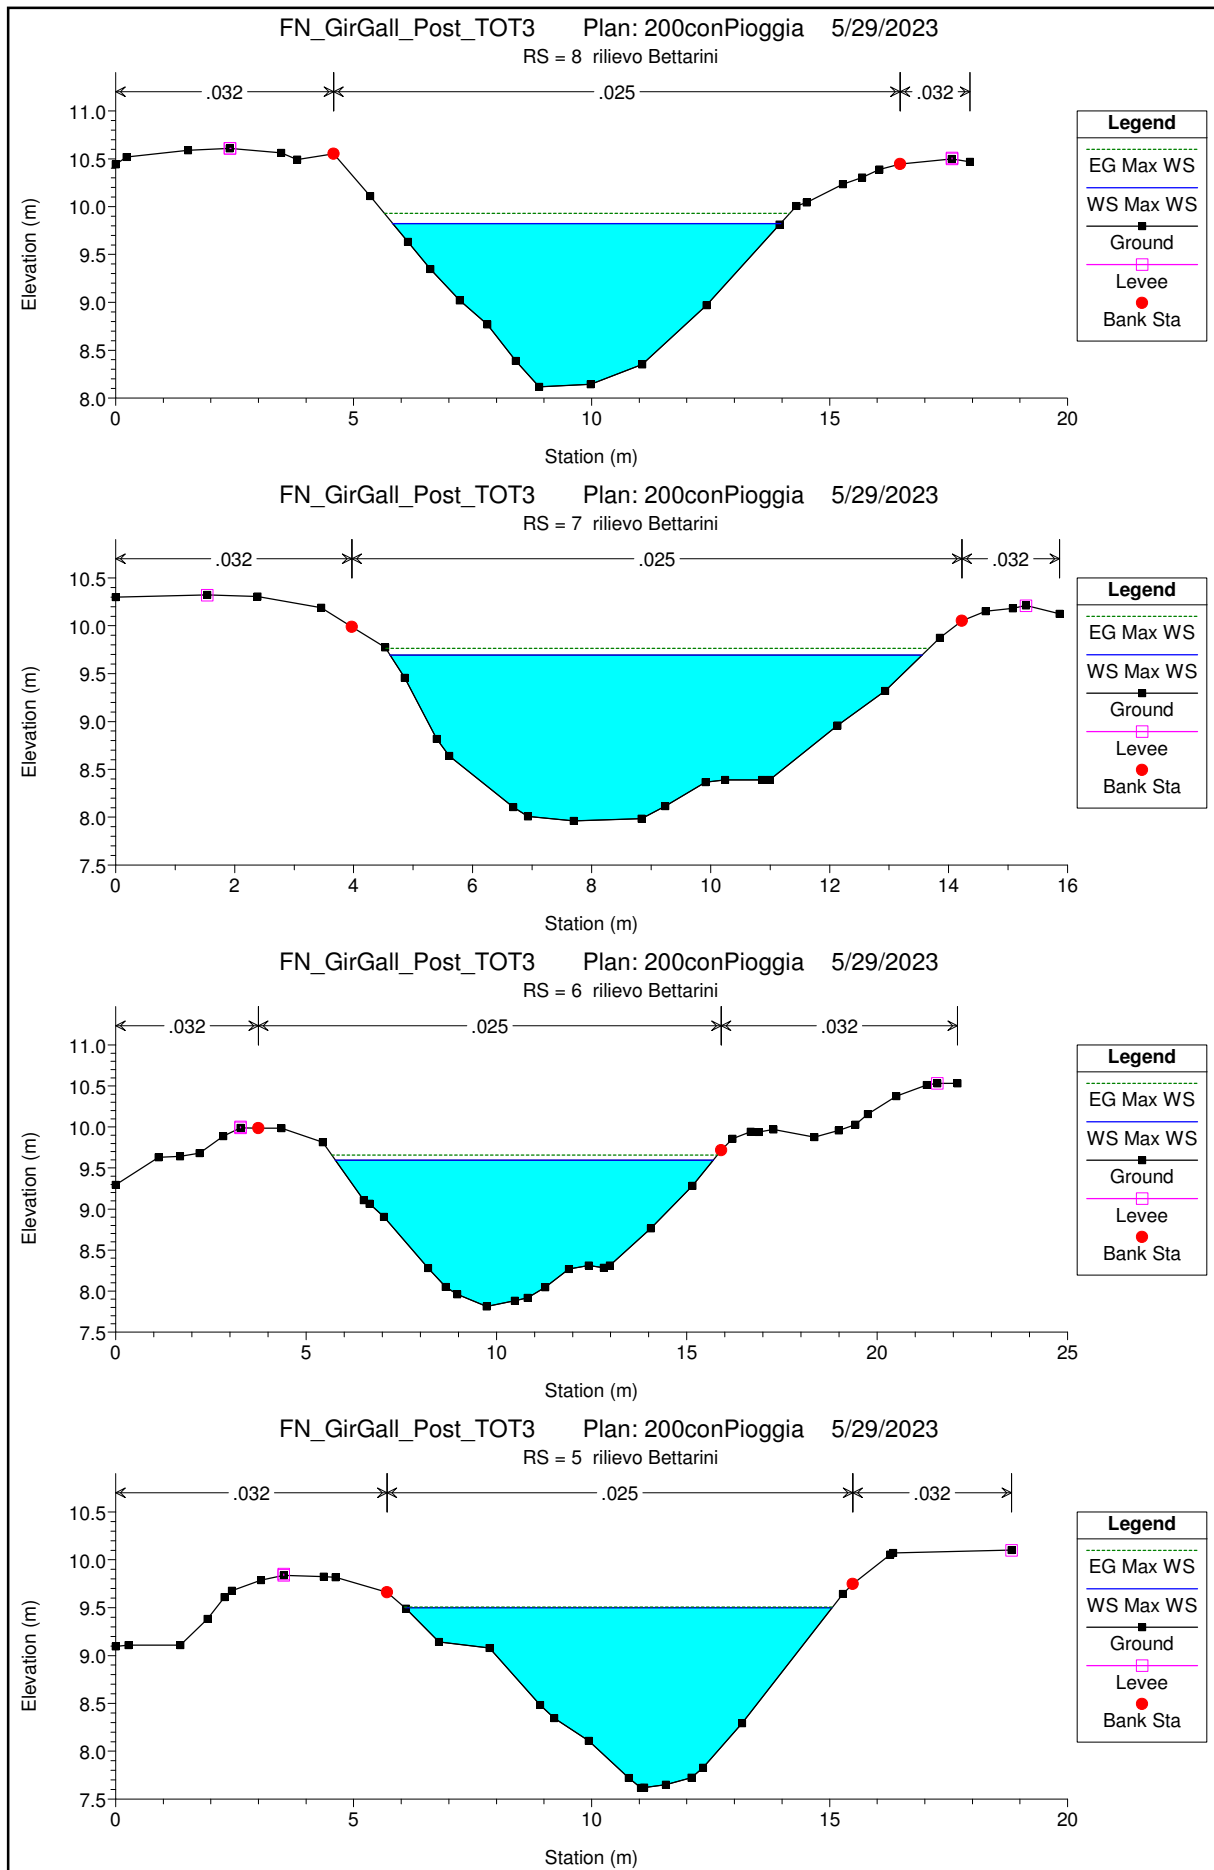 FN_GirGall_Post_TOT3 Plan: 200conPioggia 5/29/2023
RS = 8 rilievo Bettarini
.032 .025 .032
11.0
10.5
10.0
9.5
9.0
8.5
8.0
Elevation (m)
0 5 10 15 20
Station (m)
Legend
EG Max WS
WS Max WS
Ground
Levee
Bank Sta
FN_GirGall_Post_TOT3 Plan: 200conPioggia 5/29/2023
RS = 7 rilievo Bettarini
.032 .025 .032
10.5
10.0
9.5
9.0
8.5
8.0
7.5
Elevation (m)
0 2 4 6 8 10 12 14 16
Station (m)
Legend
EG Max WS
WS Max WS
Ground
Levee
Bank Sta
FN_GirGall_Post_TOT3 Plan: 200conPioggia 5/29/2023
RS = 6 rilievo Bettarini
.032 .025 .032
11.0
10.5
10.0
9.5
9.0
8.5
8.0
7.5
Elevation (m)
0 5 10 15 20 25
Station (m)
Legend
EG Max WS
WS Max WS
Ground
Levee
Bank Sta
FN_GirGall_Post_TOT3 Plan: 200conPioggia 5/29/2023
RS = 5 rilievo Bettarini
.032 .025 .032
10.5
10.0
9.5
9.0
8.5
8.0
7.5
Elevation (m)
0 5 10 15 20
Station (m)
Legend
EG Max WS
WS Max WS
Ground
Levee
Bank Sta